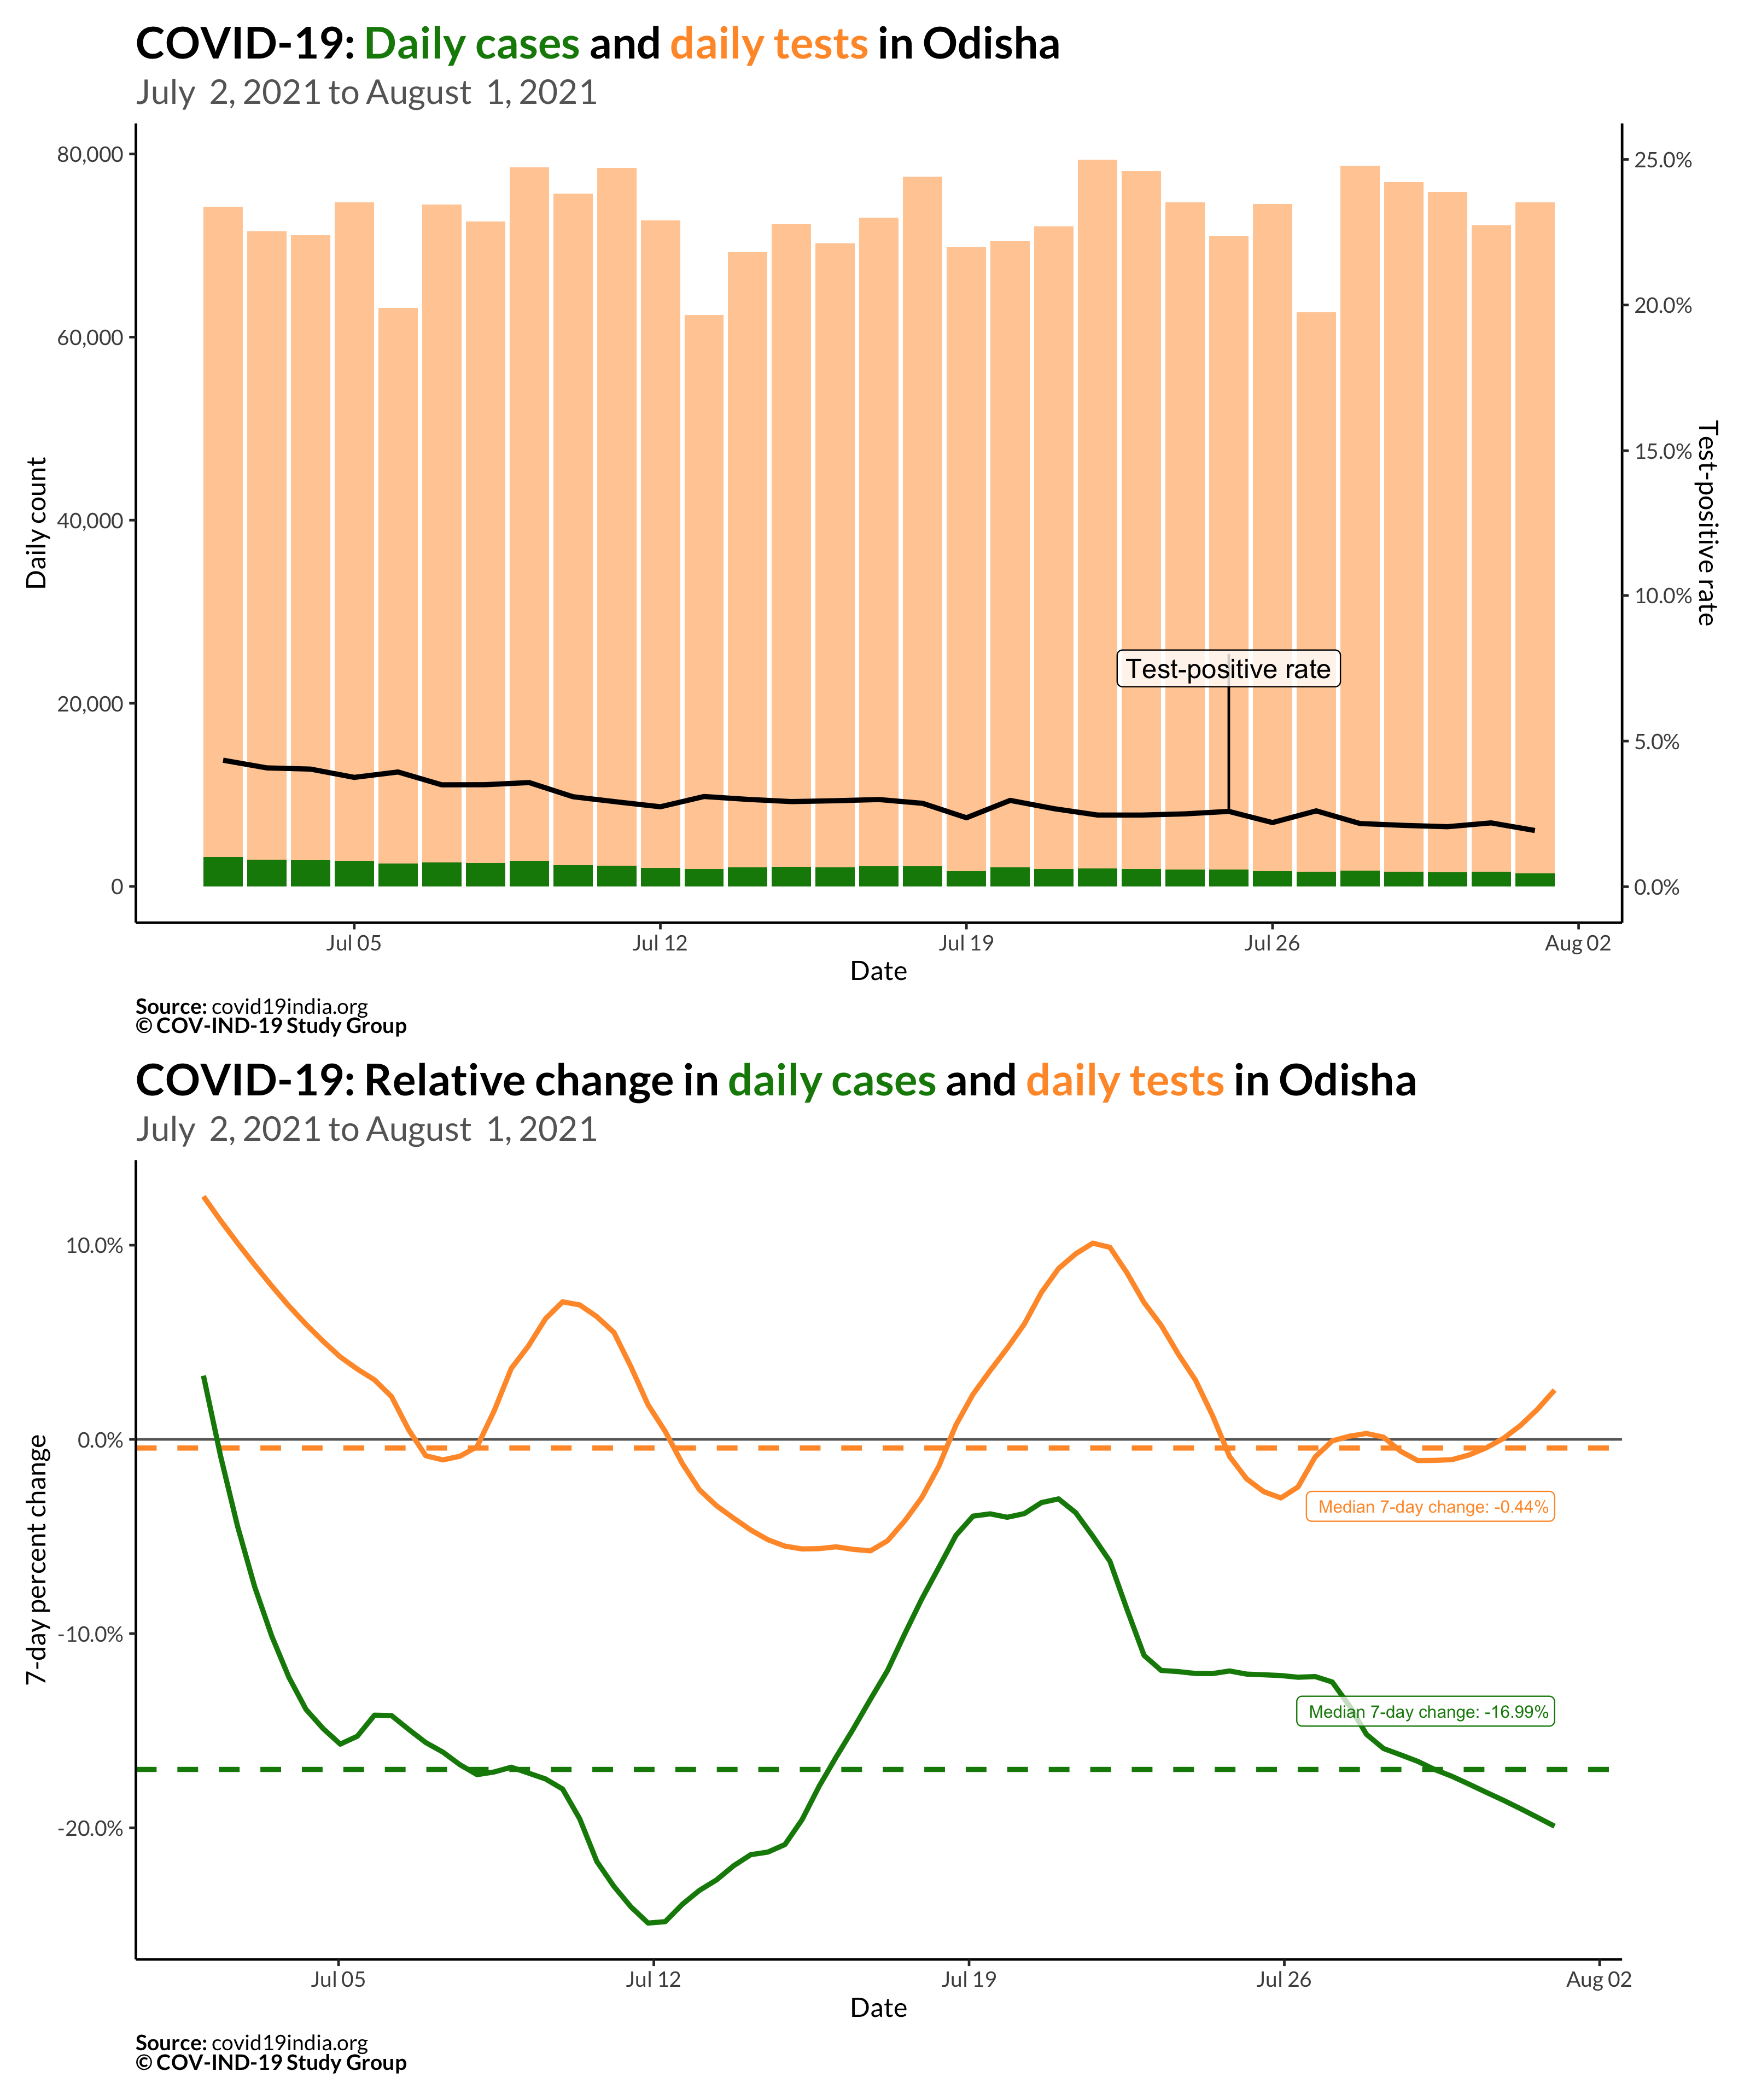 COVID-19: Daily cases and daily tests in Odisha
July 2, 2021 to August 1, 2021
80,000
60,000
40,000
20,000
0
Daily count
25.0%
20.0%
15.0%
10.0%
5.0%
0.0%
Test-positive rate
Test-positive rate
Jul 05
Jul 12
Jul 19
Jul 26
Aug 02
Date
Source: covid19india.org
© COV-IND-19 Study Group
COVID-19: Relative change in daily cases and daily tests in Odisha
July 2, 2021 to August 1, 2021
10.0%
0.0%
-10.0%
-20.0%
7-day percent change
Median 7-day change: -0.44%
Median 7-day change: -16.99%
Jul 05
Jul 12
Jul 19
Jul 26
Aug 02
Date
Source: covid19india.org
© COV-IND-19 Study Group